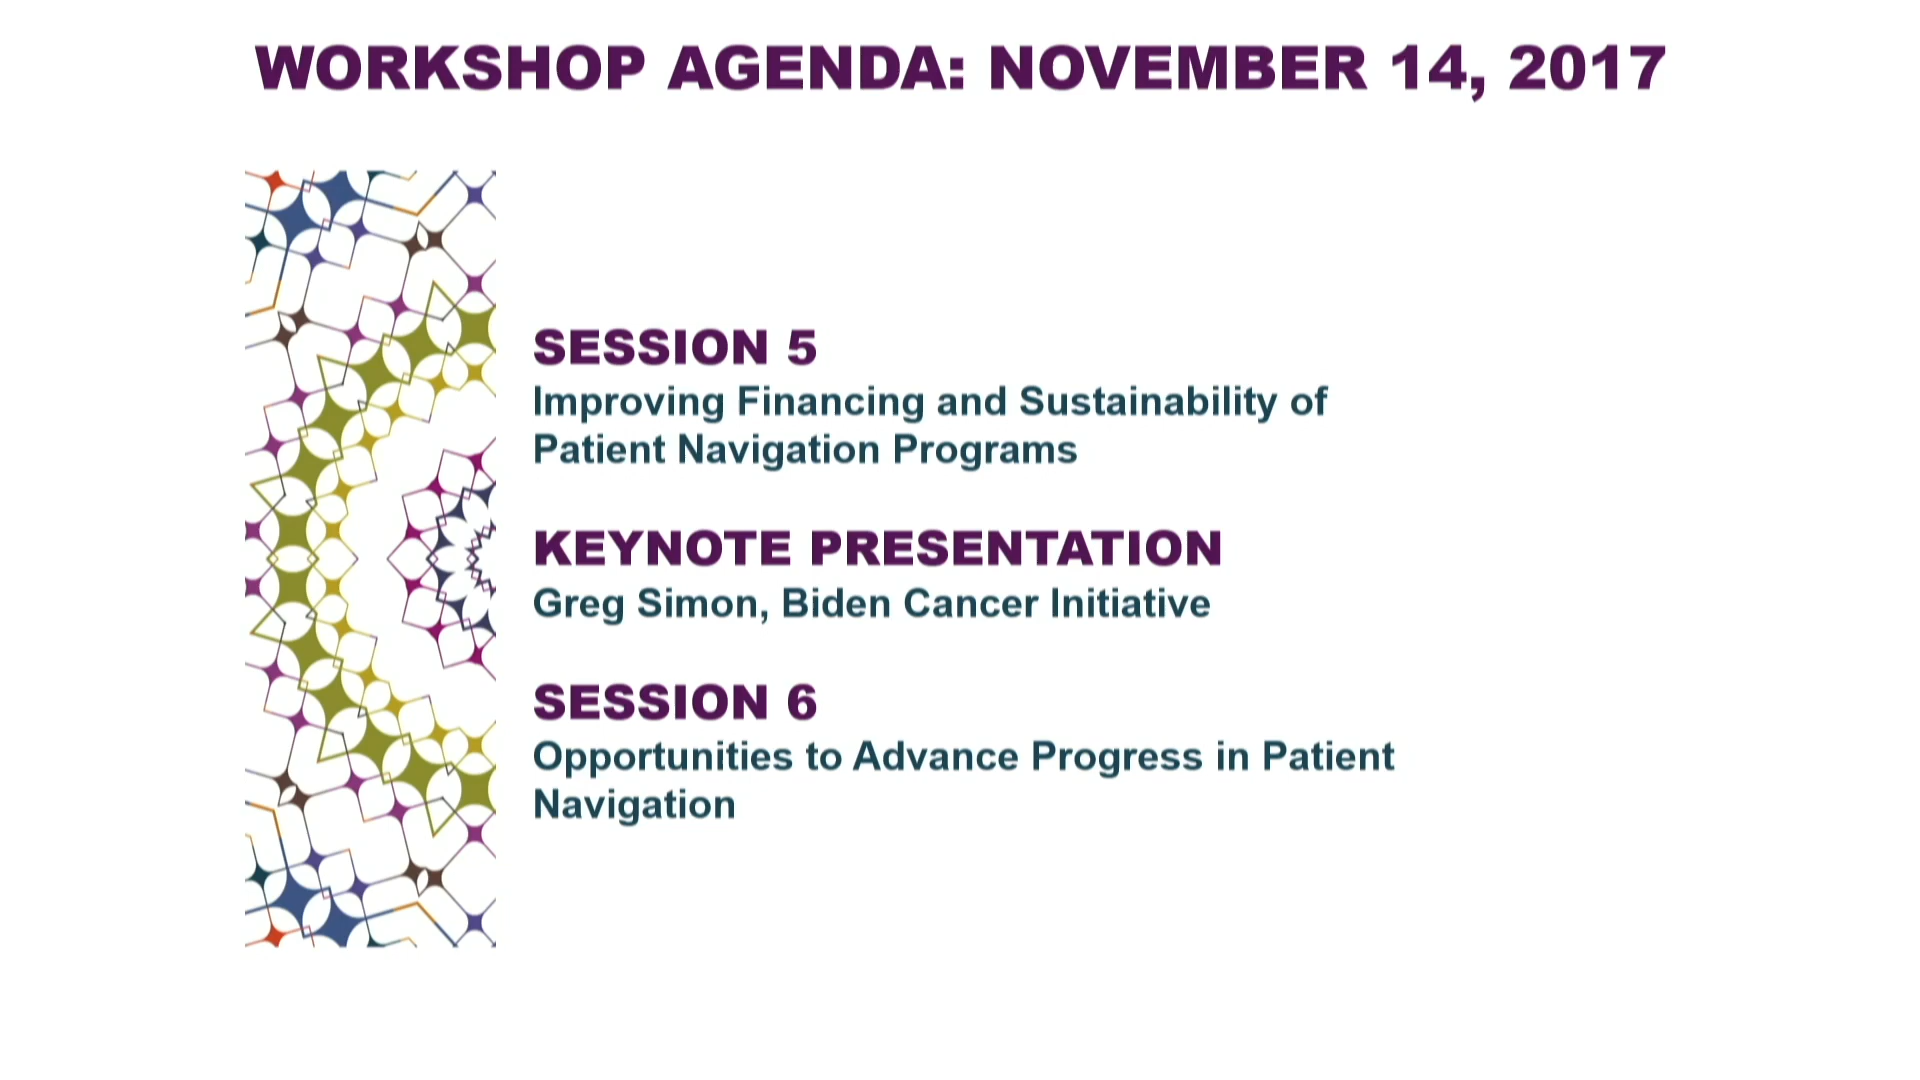 WORKSHOP AGENDA: NOVEMBER 14, 2017
SESSION 5
Improving Financing and Sustainability of
Patient Navigation Programs
KEYNOTE PRESENTATION
Greg Simon, Biden Cancer Initiative
SESSION 6
Opportunities to Advance Progress in Patient
Navigation